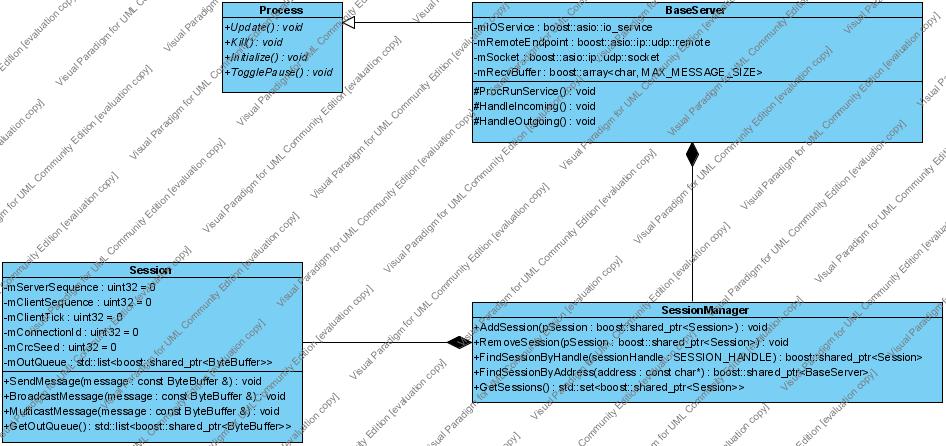 Process
+Update() : void
+Kill() : void
+Initialize() : void
+TogglePause() : void
BaseServer
-mIOService : boost::asio::io_service
-mRemoteEndpoint : boost::asio::ip::udp::remote
-mSocket : boost::asio::ip::udp::socket
-mRecvBuffer : boost::array<char, MAX_MESSAGE_SIZE>
#ProcRunService() : void
#HandleIncoming() : void
#HandleOutgoing() : void
Session
-mServerSequence : uint32 = 0
-mClientSequence : uint32 = 0
-mClientTick : uint32 = 0
-mConnectionId : uint32 = 0
-mCrcSeed : uint32 = 0
-mOutQueue : std::list<boost::shared_ptr<ByteBuffer>>
+SendMessage(message : const ByteBuffer &) : void
+BroadcastMessage(message : const ByteBuffer &) : void
+MulticastMessage(message : const ByteBuffer &) : void
+GetOutQueue() : std::list<boost::shared_ptr<ByteBuffer>>
SessionManager
+AddSession(pSession : boost::shared_ptr<Session>) : void
+RemoveSession(pSession : boost::shared_ptr<Session>) : void
+FindSessionByHandle(sessionHandle : SESSION_HANDLE) : boost::shared_ptr<Session>
+FindSessionByAddress(address : const char*) : boost::shared_ptr<BaseServer>
+GetSessions() : std::set<boost::shared_ptr<Session>>
Visual Paradigm for UML Community Edition [evaluation copy]